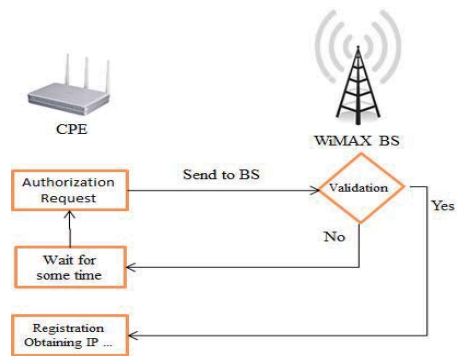 CPE
WiMAX BS
Authorization
Request
Send to BS
Validation
Yes
No
Wait for
some time
Registration
Obtaining IP ...